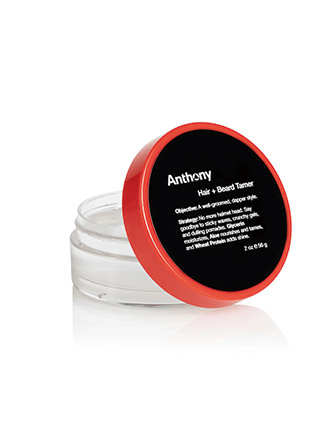 Anthony
Hair + Beard Tamer
Objective: A well-groomed, dapper style.
Strategy: No more helmet head. Say
goodbye to sticky waxes, crunchy gels,
and dulling pomades. Glycerin
moisturizes, Aloe nourishes and tames,
and Wheat Protein adds shine.
2 oz ℮ 56 g